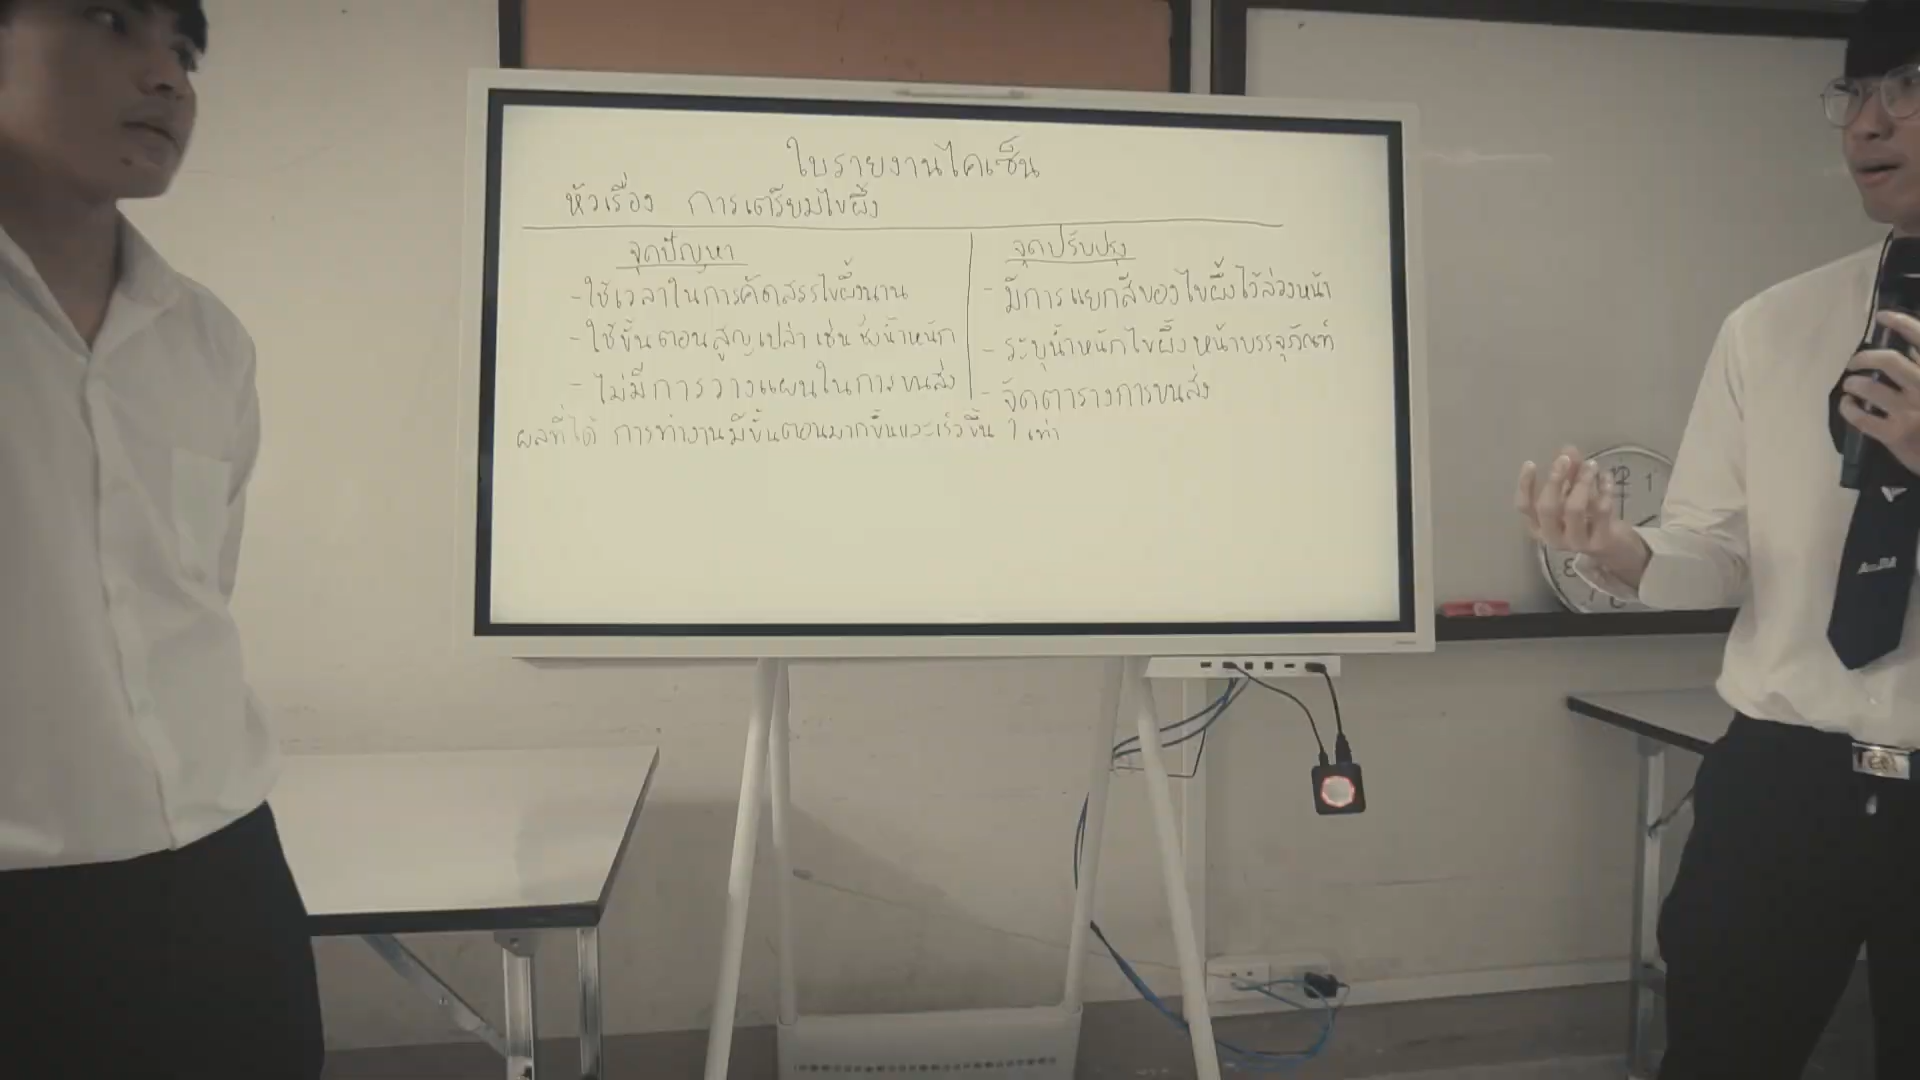 ใบรายงานไคเซ็น
หัวเรื่อง การเตรียมไขผึ้ง
จุดปัญหา
-ใช้เวลาในการคัดสรรไขผึ้งนาน
-ใช้ขั้นตอนสูญเปล่า เช่น ชั่งน้ำหนัก
- ไม่มีการวางแผนในการขนส่ง
จุดปรับปรุง
- มีการแยกสีของไขผึ้งไว้ล่วงหน้า
- ระบุน้ำหนักไขผึ้งหน้าบรรจุภัณฑ์
- จัดตารางการขนส่ง
ผลที่ได้ การทำงานมีขั้นตอนมากขึ้นและเร็วขึ้น 1 เท่า
12
1
8